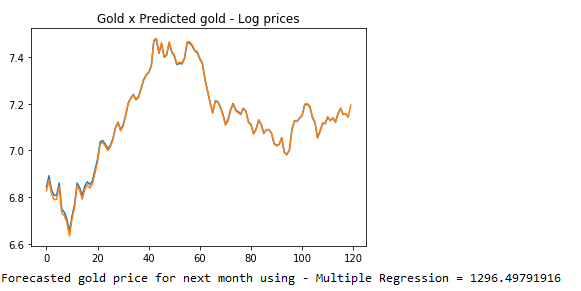 Gold x Predicted gold - Log prices
7.4
7.2
7.0
6.8
6.6
0 20 40 60 80 100 120
Forecasted gold price for next month using - Multiple Regression = 1296.49791916